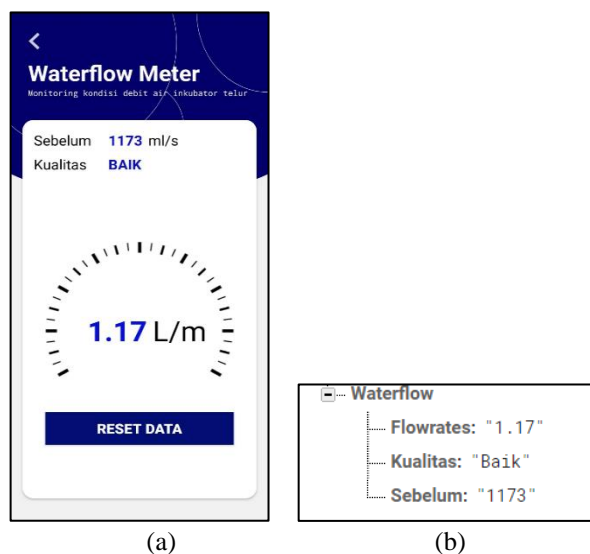 Waterflow Meter
Monitoring kondisi debit air inkubator telur
Sebelum 1173 ml/s
Kualitas BAIK
1.17 L/m
RESET DATA
(a)
Waterflow
Flowrates: "1.17"
Kualitas: "Baik"
Sebelum: "1173"
(b)